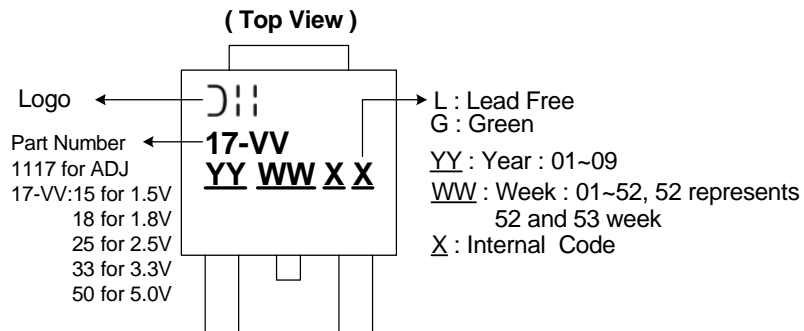 ( Top View )
Logo
17-VV
YY WW X X
Part Number
1117 for ADJ
17-VV:15 for 1.5V
18 for 1.8V
25 for 2.5V
33 for 3.3V
50 for 5.0V
L : Lead Free
G : Green
YY : Year : 01~09
WW : Week : 01~52, 52 represents
52 and 53 week
X : Internal Code